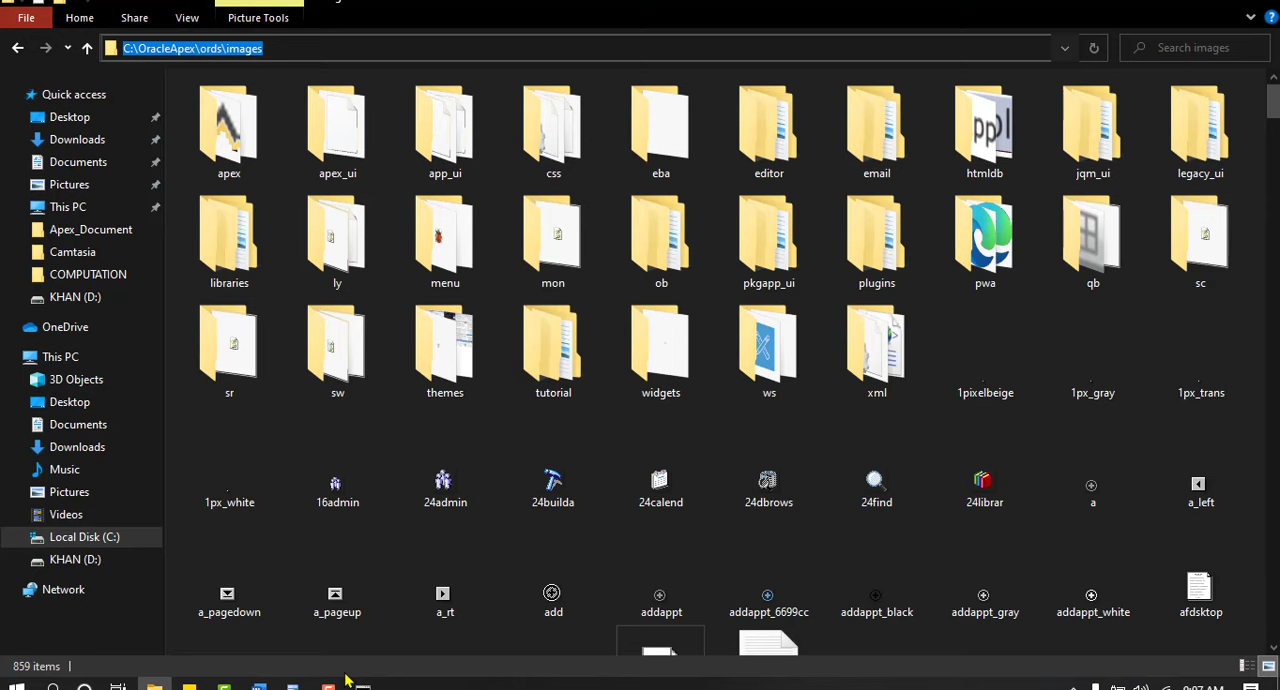 File Home Share View Picture Tools
C:\OracleApex\ords\images Search images
Quick access
Desktop
Downloads
Documents
Pictures
This PC
Apex_Document
Camtasia
COMPUTATION
KHAN (D:)
OneDrive
This PC
3D Objects
Desktop
Documents
Downloads
Music
Pictures
Videos
Local Disk (C:)
KHAN (D:)
Network
apex apex_ui app_ui css eba editor email htmldb jqm_ui legacy_ui
libraries ly menu mon ob pkgapp_ui plugins pwa qb sc
sr sw themes tutorial widgets ws xml 1pixelbeige 1px_gray 1px_trans
1px_white 16admin 24admin 24builda 24calend 24dbrows 24find 24librar a a_left
a_pagedown a_pageup a_rt add addappt addappt_6699cc addappt_black addappt_gray addappt_white afdsktop
859 items
9:07 AM